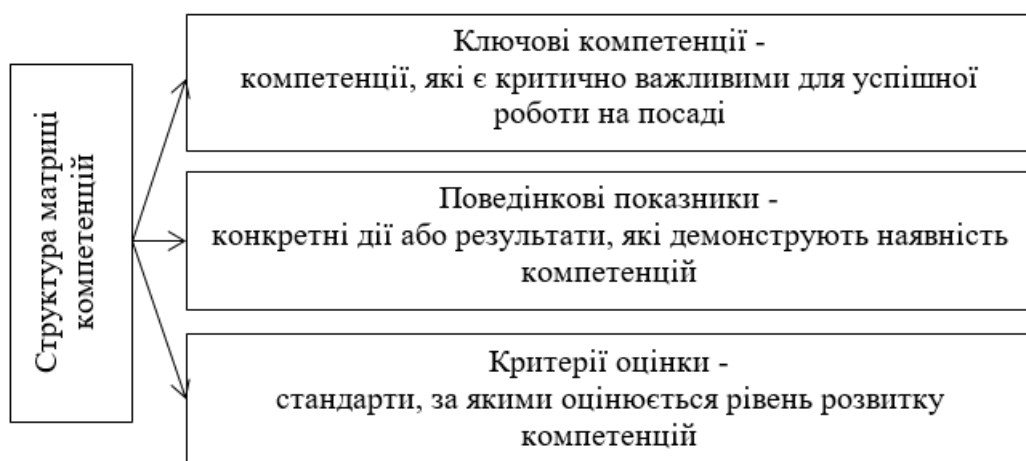 Структура матриці
компетенцій
Ключові компетенції -
компетенції, які є критично важливими для успішної
роботи на посаді
Поведінкові показники -
конкретні дії або результати, які демонструють наявність
компетенцій
Критерії оцінки -
стандарти, за якими оцінюється рівень розвитку
компетенцій